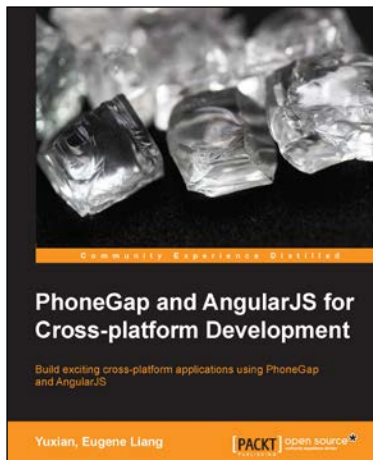 Community Experience Distilled
PhoneGap and AngularJS for
Cross-platform Development
Build exciting cross-platform applications using PhoneGap
and AngularJS
Yuxian, Eugene Liang
[PACKT] open source*
PUBLISHING